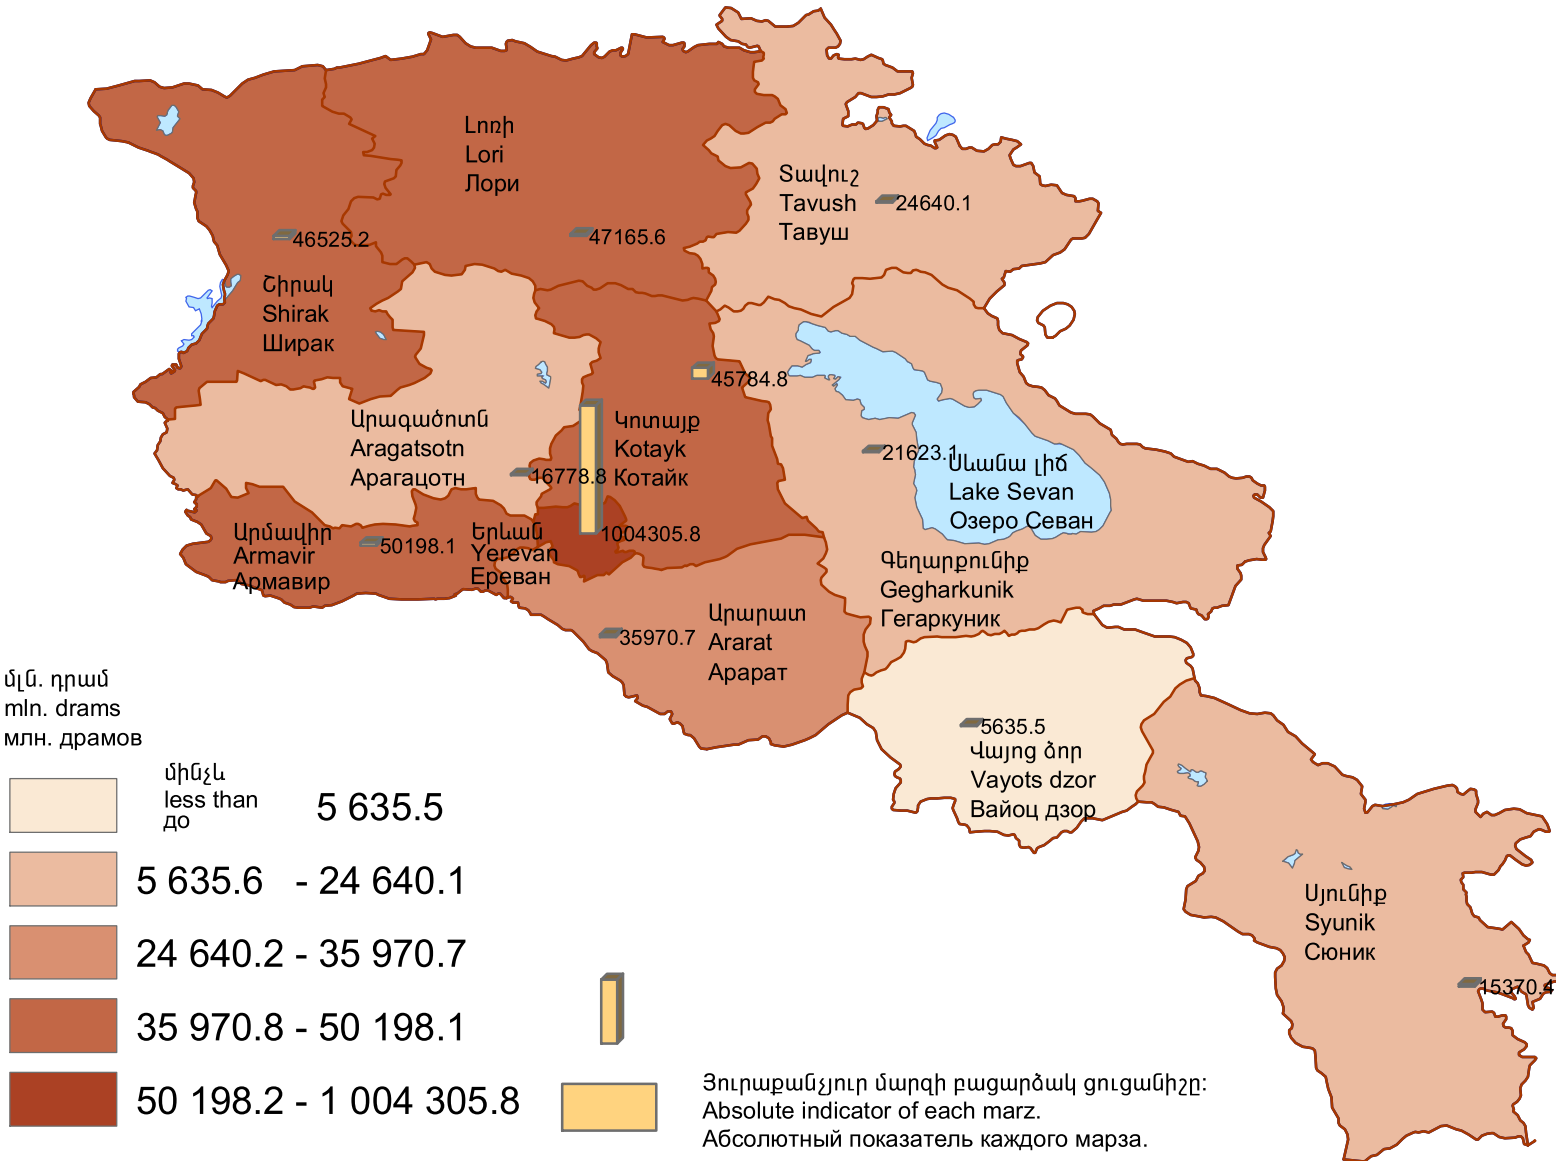 Լոռի
Lori
Лори
47165.6
Տավուշ
Tavush
Тавуш
24640.1
46525.2
Շիրակ
Shirak
Ширак
Արագածոտն
Aragatsotn
Арагацотн
16778.8
45784.8
Կոտայք
Kotayk
Котайк
21623.1
Սևանա լիճ
Lake Sevan
Озеро Севан
Արմավիր
Armavir
Армавир
50198.1
Երևան
Yerevan
Ереван
1004305.8
Գեղարքունիք
Gegharkunik
Гегаркуник
35970.7
Արարատ
Ararat
Арарат
5635.5
Վայոց ձոր
Vayots dzor
Вайоц дзор
Սյունիք
Syunik
Сюник
15370.4
մլն. դրամ
mln. drams
млн. драмов
մինչև
less than
до
5 635.5
5 635.6 - 24 640.1
24 640.2 - 35 970.7
35 970.8 - 50 198.1
50 198.2 - 1 004 305.8
Յուրաքանչյուր մարզի բացարձակ ցուցանիշը:
Absolute indicator of each marz.
Абсолютный показатель каждого марза.